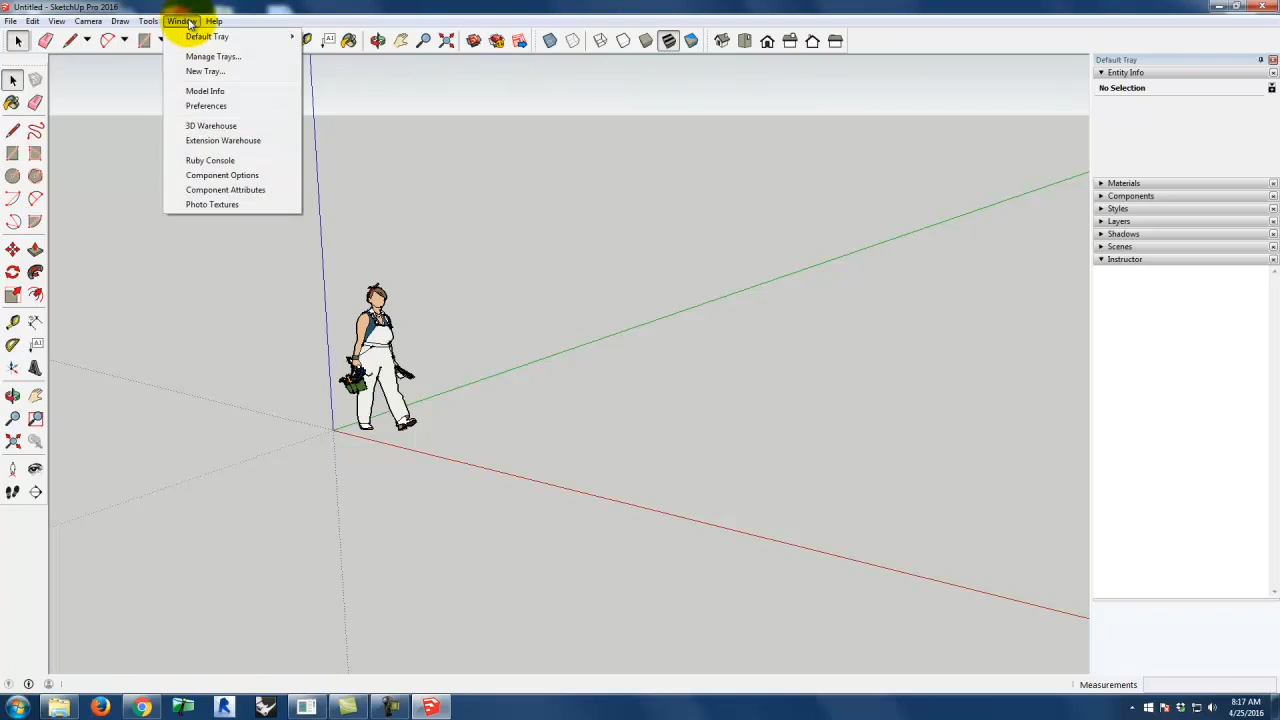 Untitled - SketchUp Pro 2016
File Edit View Camera Draw Tools Window Help
Default Tray
Manage Trays...
New Tray...
Model Info
Preferences
3D Warehouse
Extension Warehouse
Ruby Console
Component Options
Component Attributes
Photo Textures
Default Tray
Entity Info
No Selection
Materials
Components
Styles
Layers
Shadows
Scenes
Instructor
Measurements
8:17 AM
4/25/2016